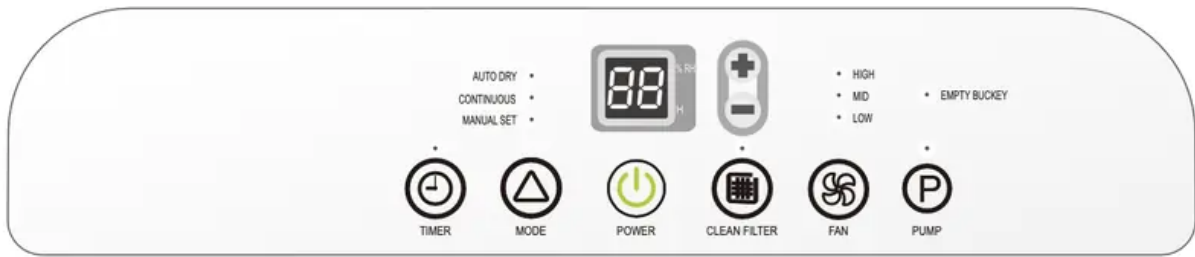 AUTO DRY
CONTINUOUS
MANUAL SET
88
% RH
H
HIGH
MID
LOW
EMPTY BUCKEY
TIMER
MODE
POWER
CLEAN FILTER
FAN
P
PUMP